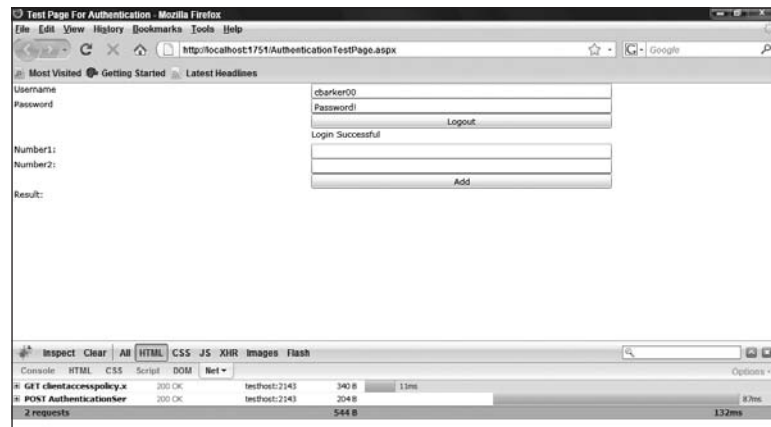 Test Page For Authentication - Mozilla Firefox
File Edit View History Bookmarks Tools Help
http://localhost:1751/AuthenticationTestPage.aspx
G Google
Most Visited Getting Started Latest Headlines
Username cbarker00
Password Password!
Logout
Login Successful
Number1:
Number2:
Add
Result:
Inspect Clear All HTML CSS JS XHR Images Flash
Console HTML CSS Script DOM Net Options
GET clientaccesspolicy.x 200 OK testhost:2143 340 B 11ms
POST AuthenticationSer 200 OK testhost:2143 204 B 87ms
2 requests 544 B 132ms